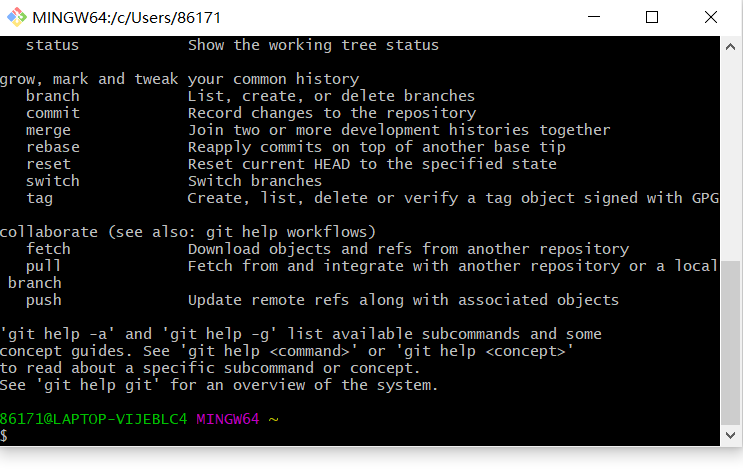 MINGW64:/c/Users/86171
status Show the working tree status
grow, mark and tweak your common history
branch List, create, or delete branches
commit Record changes to the repository
merge Join two or more development histories together
rebase Reapply commits on top of another base tip
reset Reset current HEAD to the specified state
switch Switch branches
tag Create, list, delete or verify a tag object signed with GPG
collaborate (see also: git help workflows)
fetch Download objects and refs from another repository
pull Fetch from and integrate with another repository or a local
branch
push Update remote refs along with associated objects
'git help -a' and 'git help -g' list available subcommands and some
concept guides. See 'git help <command>' or 'git help <concept>'
to read about a specific subcommand or concept.
See 'git help git' for an overview of the system.
86171@LAPTOP-VIJEBLC4 MINGW64 ~
$